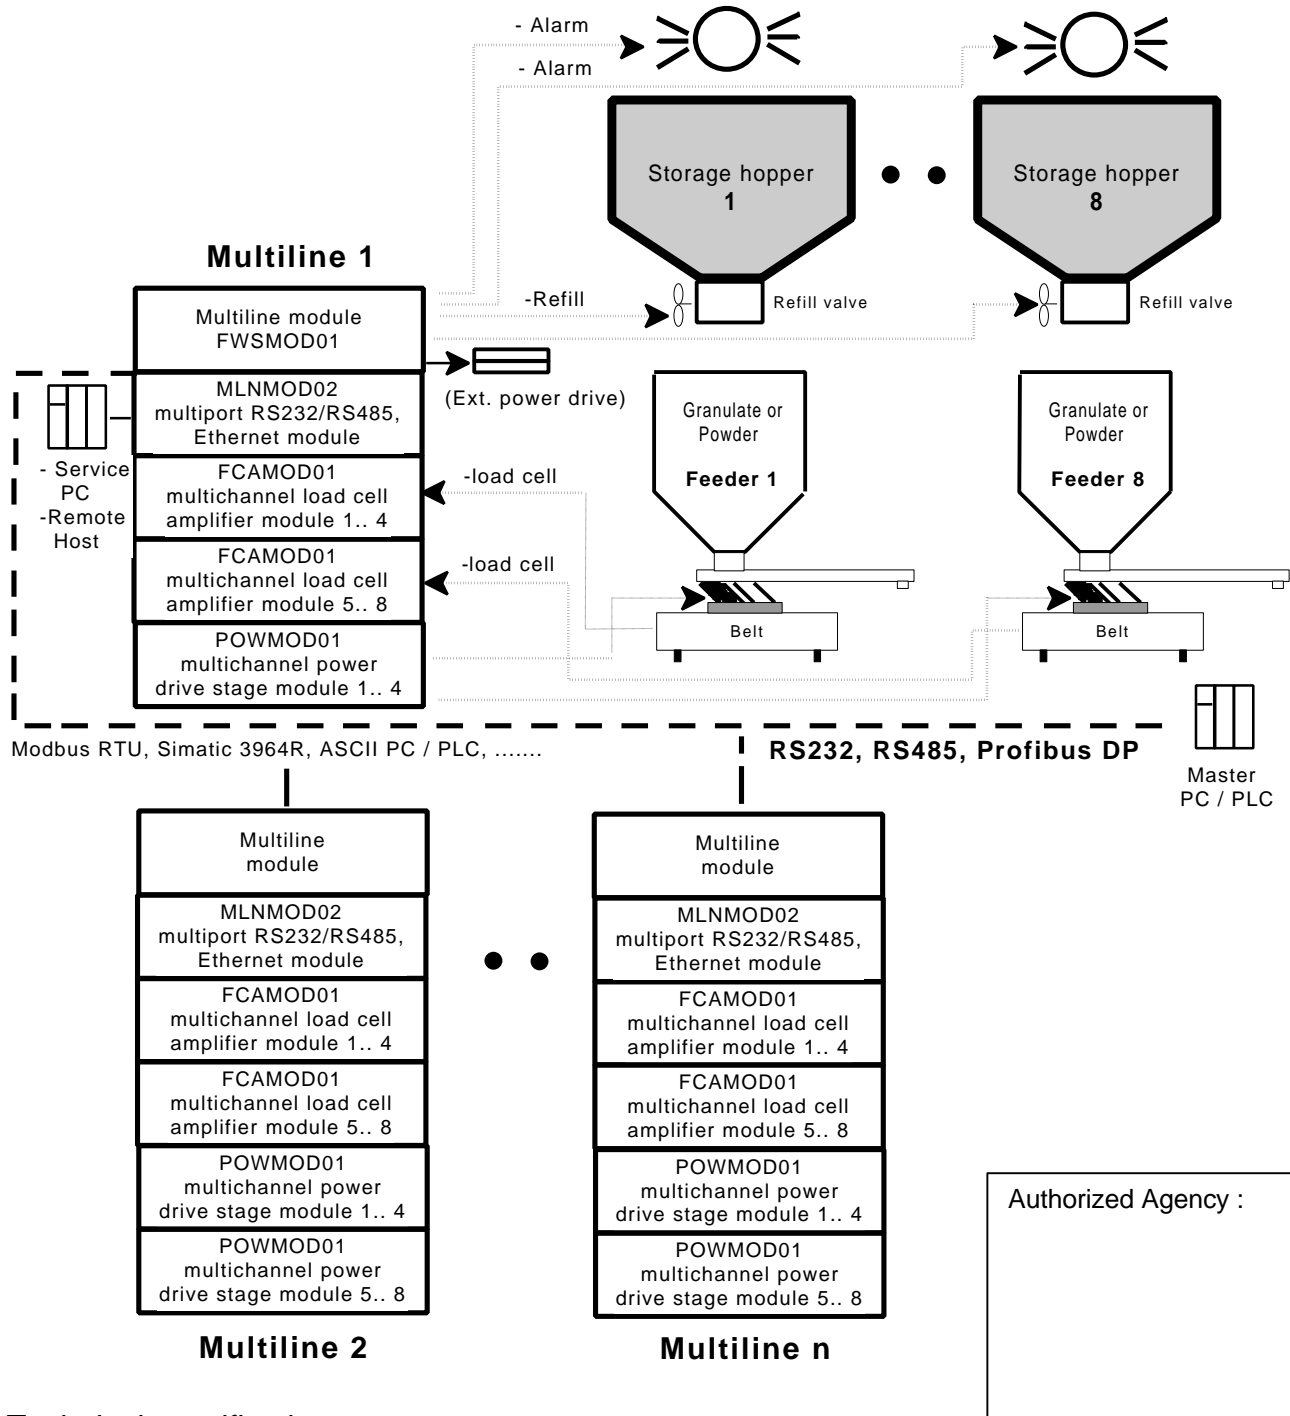 - Alarm
- Alarm
Storage hopper
1
Storage hopper
8
Multiline 1
-Refill
Refill valve
Refill valve
Multiline module
FWSMOD01
(Ext. power drive)
MLNMOD02
multiport RS232/RS485,
Ethernet module
- Service
PC
-Remote
Host
FCAMOD01
multichannel load cell
amplifier module 1.. 4
-load cell
FCAMOD01
multichannel load cell
amplifier module 5.. 8
-load cell
POWMOD01
multichannel power
drive stage module 1.. 4
Granulate or
Powder
Feeder 1
Belt
Granulate or
Powder
Feeder 8
Belt
Modbus RTU, Simatic 3964R, ASCII PC / PLC, .......
RS232, RS485, Profibus DP
Master
PC / PLC
Multiline
module
MLNMOD02
multiport RS232/RS485,
Ethernet module
FCAMOD01
multichannel load cell
amplifier module 1.. 4
FCAMOD01
multichannel load cell
amplifier module 5.. 8
POWMOD01
multichannel power
drive stage module 1.. 4
POWMOD01
multichannel power
drive stage module 5.. 8
Multiline 2
Multiline
module
MLNMOD02
multiport RS232/RS485,
Ethernet module
FCAMOD01
multichannel load cell
amplifier module 1.. 4
FCAMOD01
multichannel load cell
amplifier module 5.. 8
POWMOD01
multichannel power
drive stage module 1.. 4
POWMOD01
multichannel power
drive stage module 5.. 8
Multiline n
Authorized Agency :